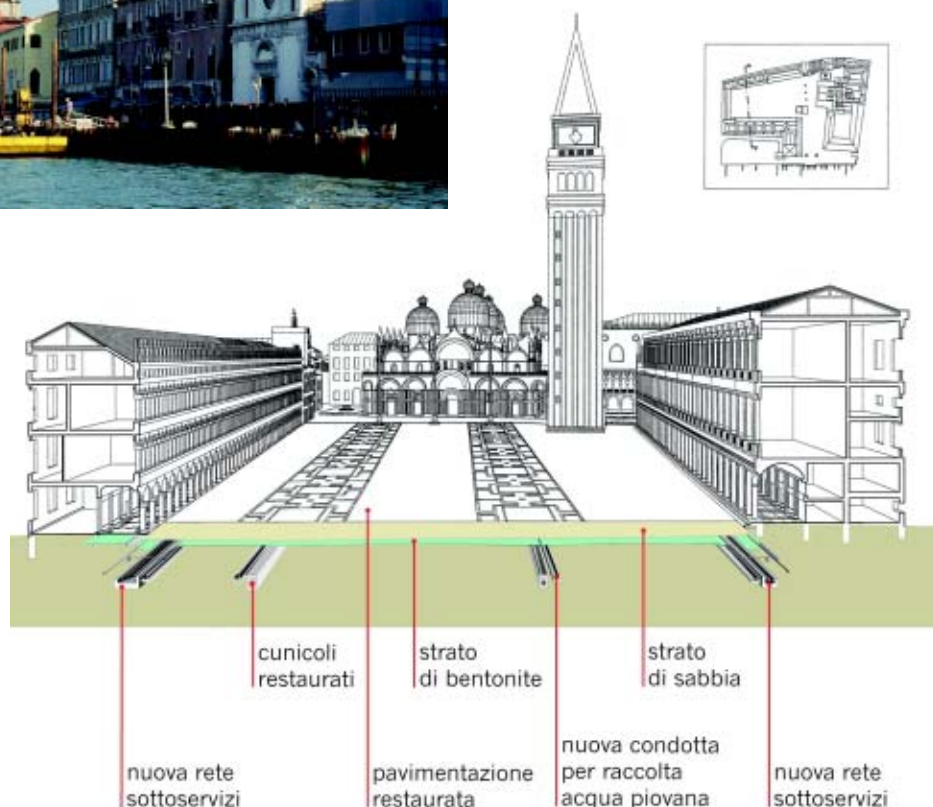 cunicoli
restaurati
strato
di bentonite
strato
di sabbia
nuova rete
sottoservizi
pavimentazione
restaurata
nuova condotta
per raccolta
acqua piovana
nuova rete
sottoservizi